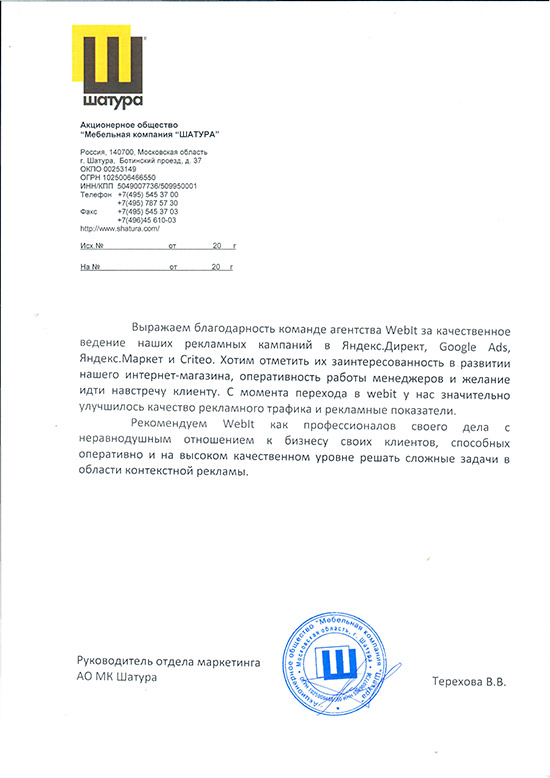 шатура
Акционерное общество
“Мебельная компания “ШАТУРА”
Россия, 140700, Московская область
г. Шатура, Ботинский проезд, д. 37
ОКПО 00253149
ОГРН 1025006466550
ИНН/КПП 5049007736/509950001
Телефон +7(495) 545 37 00
+7(495) 787 57 30
Факс +7(495) 545 37 03
+7(496)45 610-03
http://www.shatura.com/
Исх.№ от 20 г
На № от 20 г
Выражаем благодарность команде агентства WebIt за качественное
ведение наших рекламных кампаний в Яндекс.Директ, Google Ads,
Яндекс.Маркет и Criteo. Хотим отметить их заинтересованность в развитии
нашего интернет-магазина, оперативность работы менеджеров и желание
идти навстречу клиенту. С момента перехода в webit у нас значительно
улучшилось качество рекламного трафика и рекламные показатели.
Рекомендуем WebIt как профессионалов своего дела с
неравнодушным отношением к бизнесу своих клиентов, способных
оперативно и на высоком качественном уровне решать сложные задачи в
области контекстной рекламы.
Акционерное общество "Мебельная компания "Шатура"
Московская область, г. Шатура
Руководитель отдела маркетинга
АО МК Шатура
Терехова В.В.